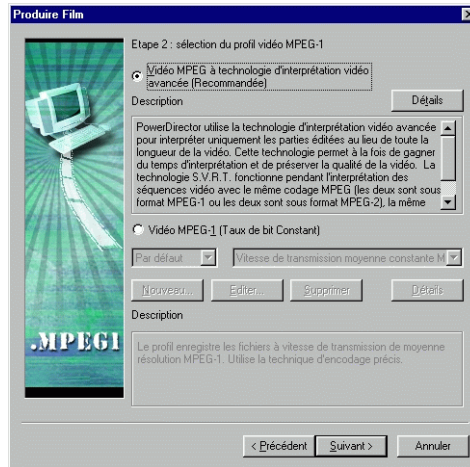 Produire Film
Etape 2 : sélection du profil vidéo MPEG-1
Vidéo MPEG à technologie d'interprétation vidéo
avancée (Recommandée)
Description
Détails
PowerDirector utilise la technologie d'interprétation vidéo avancée
pour interpréter uniquement les parties éditées au lieu de toute la
longueur de la vidéo. Cette technologie permet à la fois de gagner
du temps d'interprétation et de préserver la qualité de la vidéo. La
technologie S.V.R.T. fonctionne pendant l'interprétation des
séquences vidéo avec le même codage MPEG (les deux sont sous
format MPEG-1 ou les deux sont sous format MPEG-2), la même
Vidéo MPEG-1 (Taux de bit Constant)
Par défaut
Vitesse de transmission moyenne constante M
Nouveau...
Editer...
Supprimer
Détails
Description
Le profil enregistre les fichiers à vitesse de transmission de moyenne
résolution MPEG-1. Utilise la technique d'encodage précis.
.MPEG1
< Précédent
Suivant >
Annuler